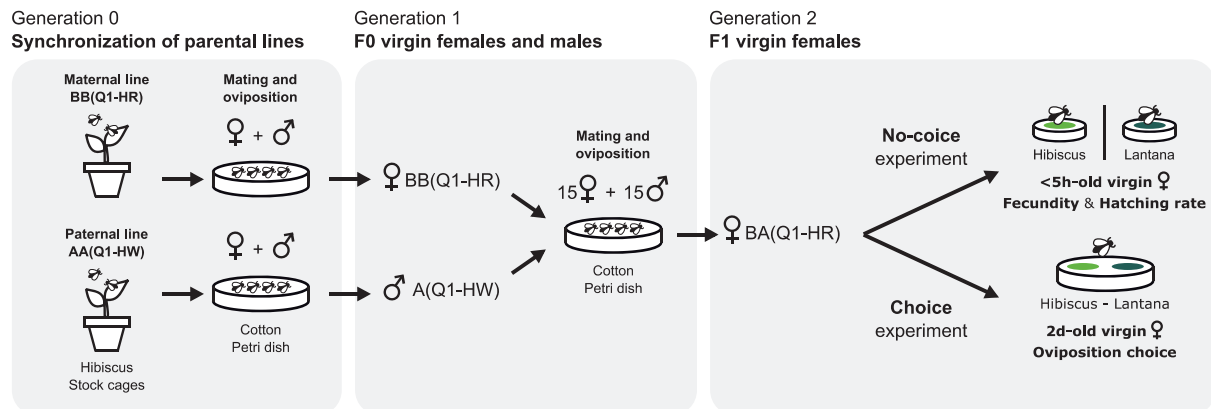 Generation 0
Synchronization of parental lines
Maternal line
BB(Q1-HR)
Mating and
oviposition
♀ + ♂
Paternal line
AA(Q1-HW)
♀ + ♂
Cotton
Petri dish
Hibiscus
Stock cages
Generation 1
F0 virgin females and males
♀ BB(Q1-HR)
♂ A(Q1-HW)
Mating and
oviposition
15♀ + 15♂
Cotton
Petri dish
Generation 2
F1 virgin females
♀ BA(Q1-HR)
No-coice
experiment
Hibiscus
Lantana
<5h-old virgin ♀
Fecundity & Hatching rate
Choice
experiment
Hibiscus - Lantana
2d-old virgin ♀
Oviposition choice